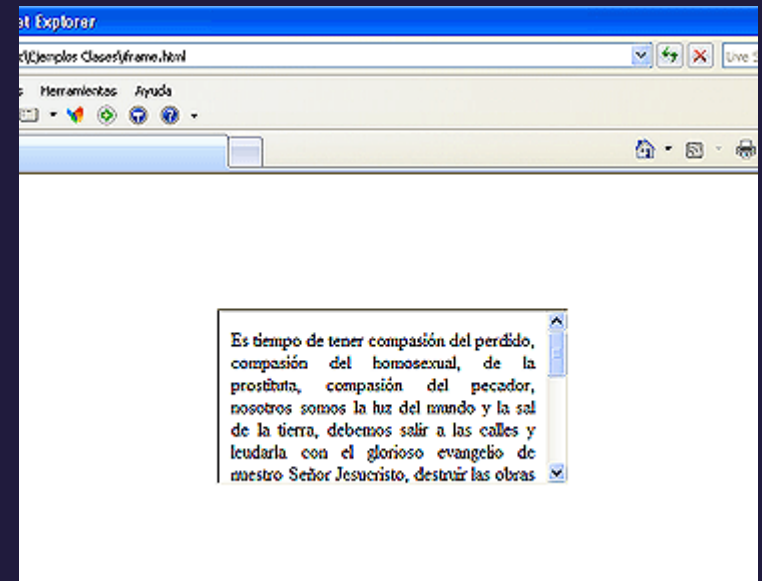 et Explorer
c\Ejemplos Clases\iframe.html
Live S
s Herramientas Ayuda
Es tiempo de tener compasión del perdido,
compasión del homosexual, de la
prostituta, compasión del pecador,
nosotros somos la luz del mundo y la sal
de la tierra, debemos salir a las calles y
leudarla con el glorioso evangelio de
nuestro Señor Jesucristo, destruir las obras